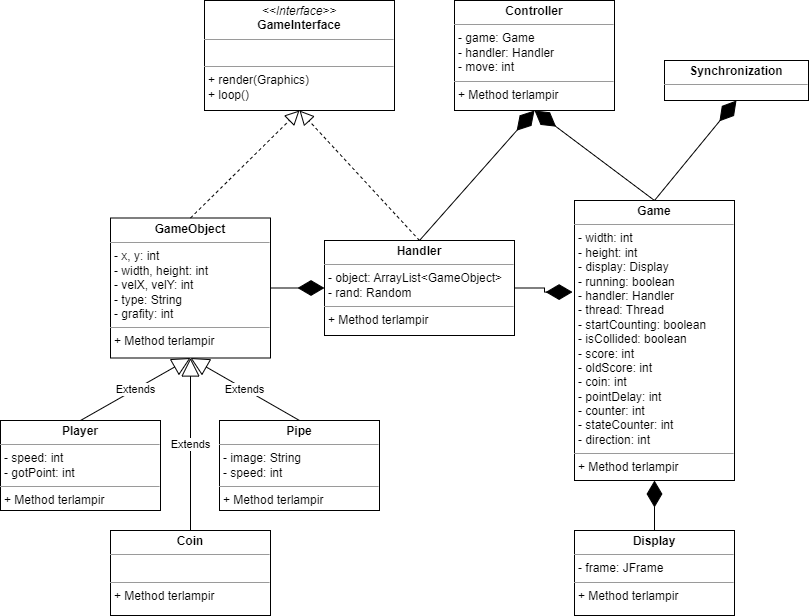 <<Interface>>
GameInterface
+ render(Graphics)
+ loop()
Controller
- game: Game
- handler: Handler
- move: int
+ Method terlampir
Synchronization
GameObject
- x, y: int
- width, height: int
- velX, velY: int
- type: String
- grafity: int
+ Method terlampir
Handler
- object: ArrayList<GameObject>
- rand: Random
+ Method terlampir
Game
- width: int
- height: int
- display: Display
- running: boolean
- handler: Handler
- thread: Thread
- startCounting: boolean
- isCollided: boolean
- score: int
- oldScore: int
- coin: int
- pointDelay: int
- counter: int
- stateCounter: int
- direction: int
+ Method terlampir
Extends
Extends
Extends
Player
- speed: int
- gotPoint: int
+ Method terlampir
Pipe
- image: String
- speed: int
+ Method terlampir
Coin
+ Method terlampir
Display
- frame: JFrame
+ Method terlampir